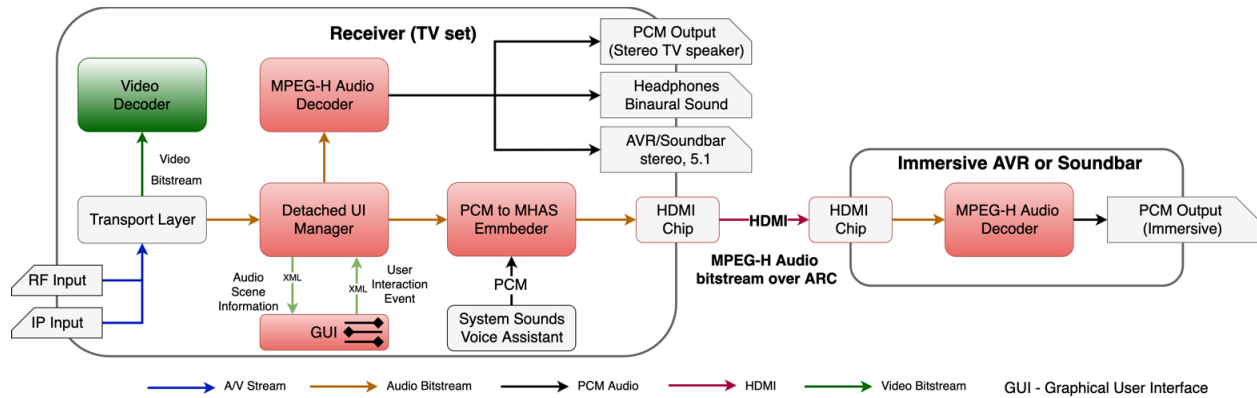 Receiver (TV set)
PCM Output
(Stereo TV speaker)
Video
Decoder
MPEG-H Audio
Decoder
Headphones
Binaural Sound
AVR/Soundbar
stereo, 5.1
Video
Bitstream
Immersive AVR or Soundbar
Transport Layer
Detached UI
Manager
PCM to MHAS
Emmbeder
HDMI
Chip
HDMI
HDMI
Chip
MPEG-H Audio
Decoder
PCM Output
(Immersive)
MPEG-H Audio
bitstream over ARC
RF Input
IP Input
Audio
Scene
Information
XML
XML
User
Interaction
Event
PCM
GUI
System Sounds
Voice Assistant
A/V Stream
Audio Bitstream
PCM Audio
HDMI
Video Bitstream
GUI - Graphical User Interface